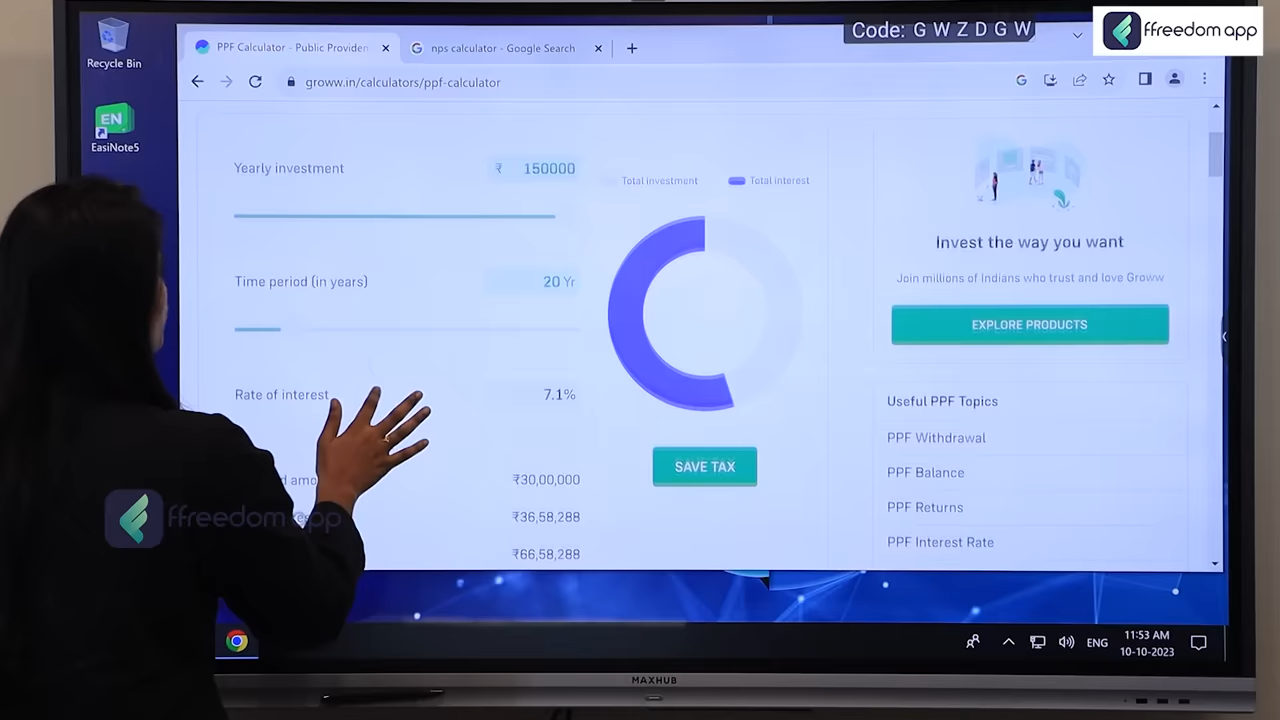 Code: G W Z D G W
ffreedom app
Recycle Bin
PPF Calculator - Public Providen
nps calculator - Google Search
groww.in/calculators/ppf-calculator
EN
EasiNote5
Yearly investment
₹ 150000
Total investment
Total interest
Time period (in years)
20 Yr
Rate of interest
7.1%
₹30,00,000
₹36,58,288
₹66,58,288
SAVE TAX
Invest the way you want
Join millions of Indians who trust and love Groww
EXPLORE PRODUCTS
Useful PPF Topics
PPF Withdrawal
PPF Balance
PPF Returns
PPF Interest Rate
ffreedom app
ENG
11:53 AM
10-10-2023
MAXHUB